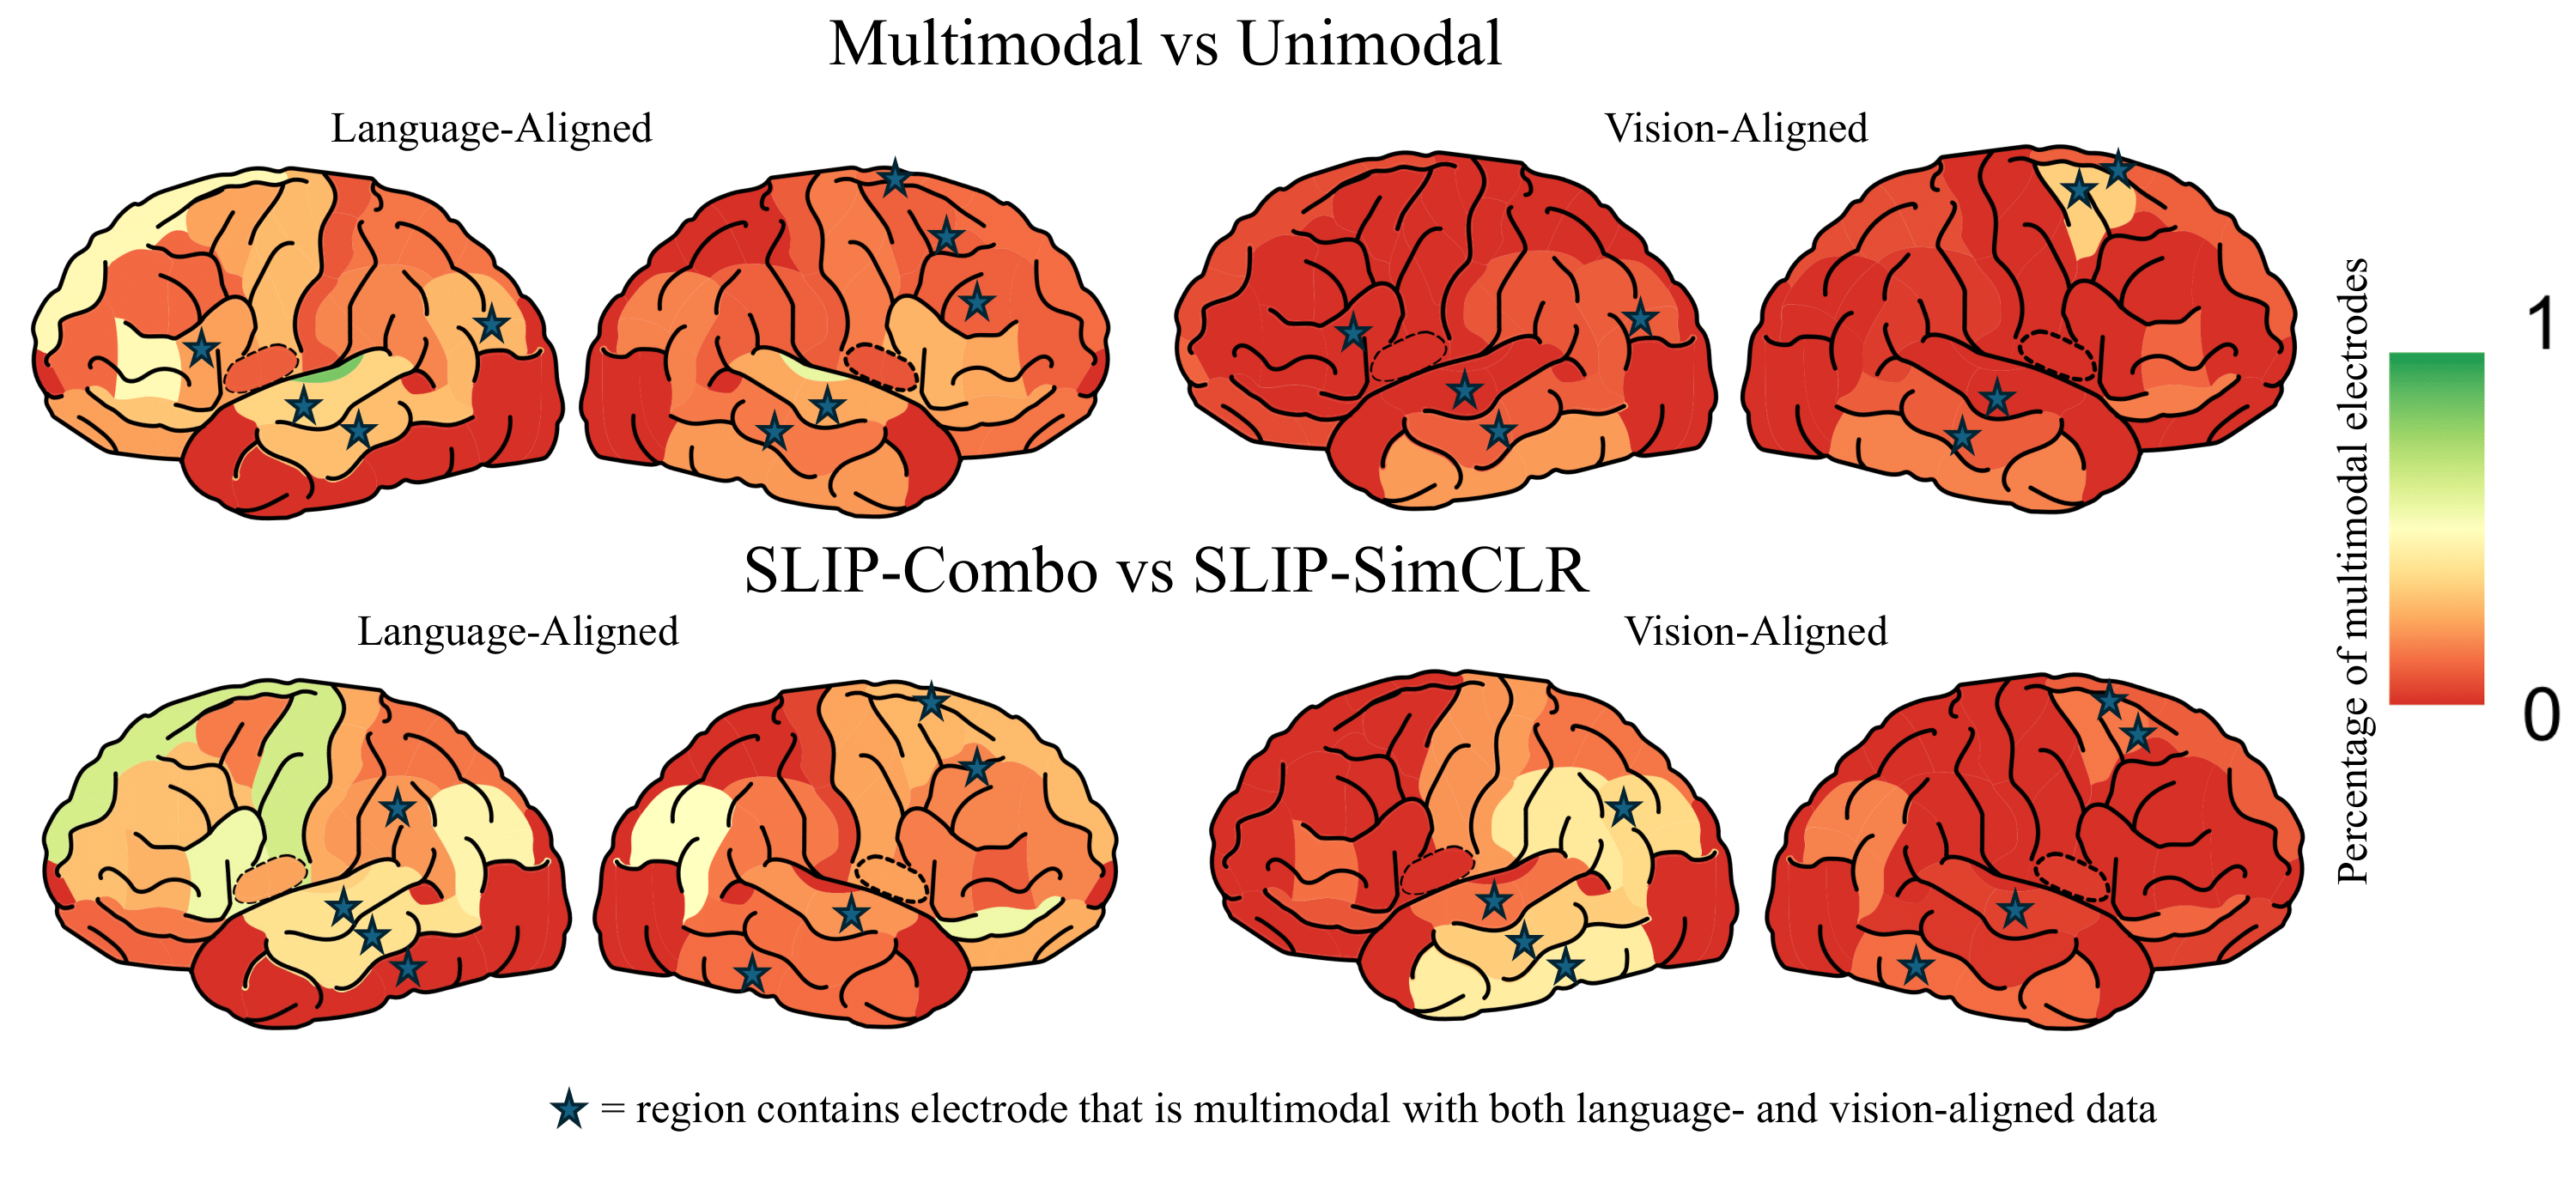 Multimodal vs Unimodal
Language-Aligned
Vision-Aligned
SLIP-Combo vs SLIP-SimCLR
Language-Aligned
Vision-Aligned
Percentage of multimodal electrodes
1
0
= region contains electrode that is multimodal with both language- and vision-aligned data